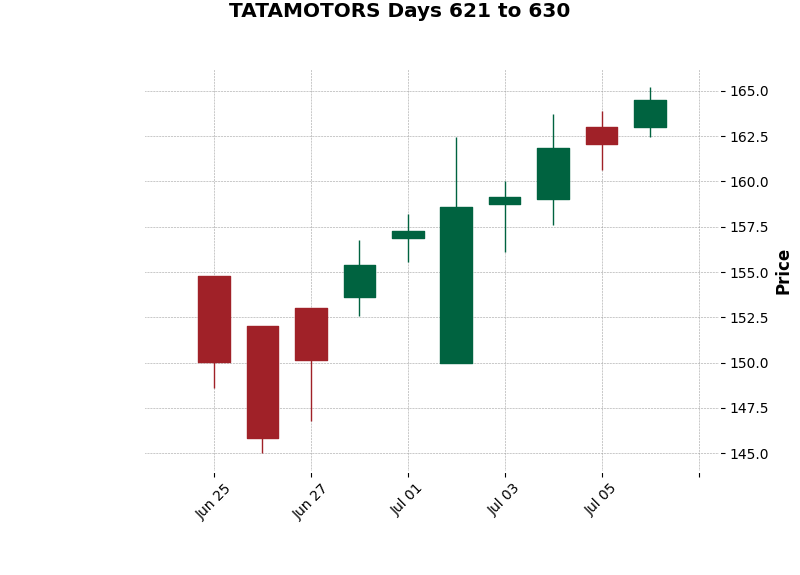 TATAMOTORS Days 621 to 630
165.0
162.5
160.0
157.5
155.0
152.5
150.0
147.5
145.0
Price
Jun 25
Jun 27
Jul 01
Jul 03
Jul 05